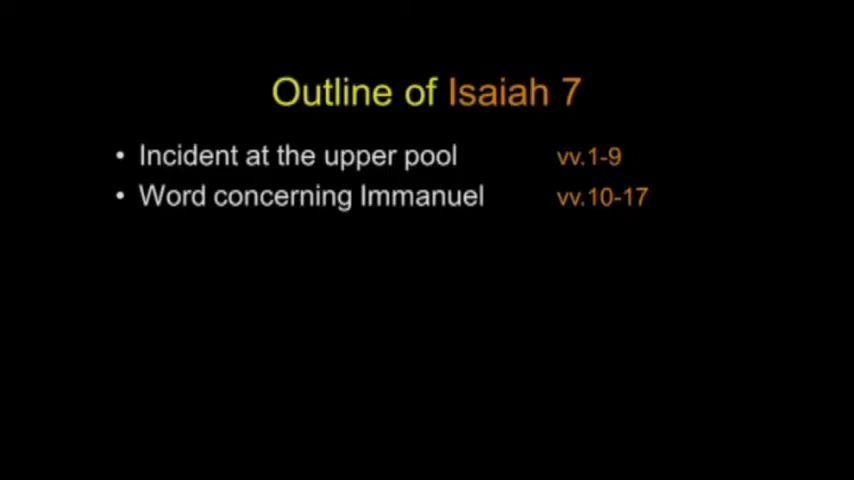 Outline of Isaiah 7
• Incident at the upper pool vv.1-9
• Word concerning Immanuel vv.10-17